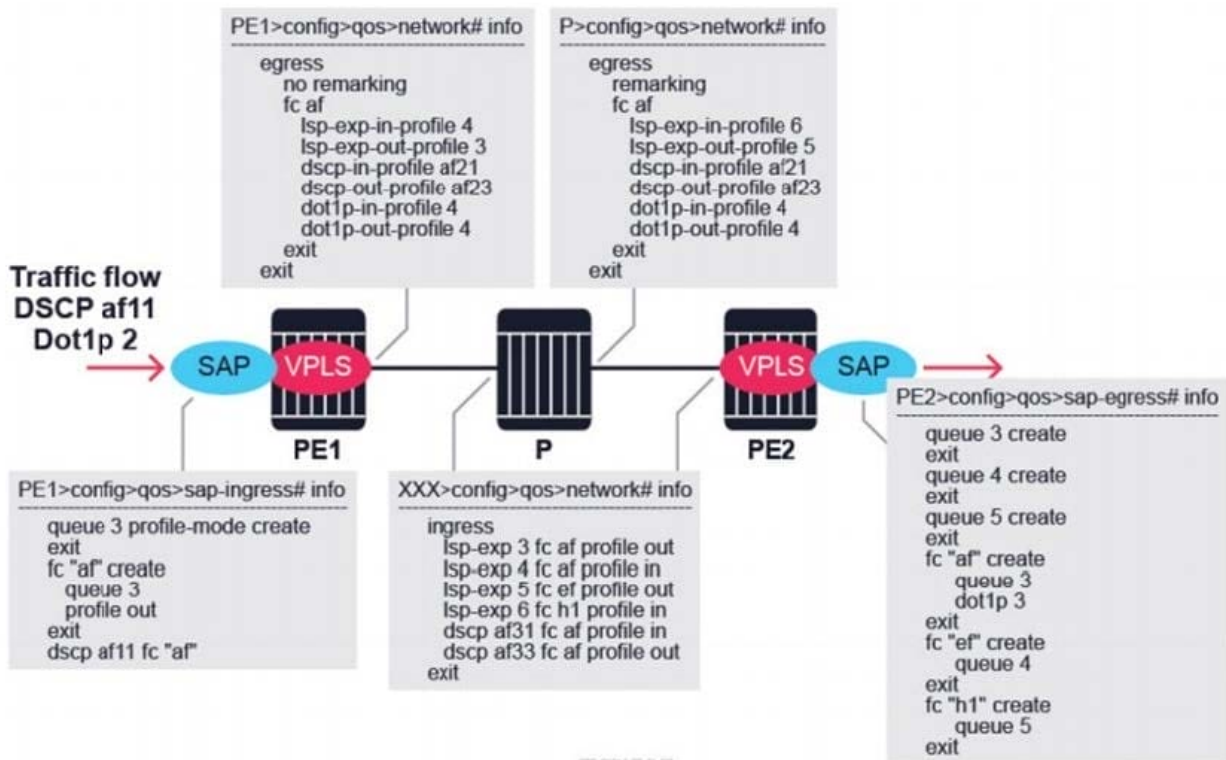 PE1>config>qos>network# info
egress
no remarking
fc af
lsp-exp-in-profile 4
lsp-exp-out-profile 3
dscp-in-profile af21
dscp-out-profile af23
dot1p-in-profile 4
dot1p-out-profile 4
exit
exit
P>config>qos>network# info
egress
remarking
fc af
lsp-exp-in-profile 6
lsp-exp-out-profile 5
dscp-in-profile af21
dscp-out-profile af23
dot1p-in-profile 4
dot1p-out-profile 4
exit
exit
Traffic flow
DSCP af11
Dot1p 2
SAP
VPLS
PE1
P
VPLS
SAP
PE2
PE1>config>qos>sap-ingress# info
queue 3 profile-mode create
exit
fc "af" create
queue 3
profile out
exit
dscp af11 fc "af"
XXX>config>qos>network# info
ingress
lsp-exp 3 fc af profile out
lsp-exp 4 fc af profile in
lsp-exp 5 fc ef profile out
lsp-exp 6 fc h1 profile in
dscp af31 fc af profile in
dscp af33 fc af profile out
exit
PE2>config>qos>sap-egress# info
queue 3 create
exit
queue 4 create
exit
queue 5 create
exit
fc "af" create
queue 3
dot1p 3
exit
fc "ef" create
queue 4
exit
fc "h1" create
queue 5
exit